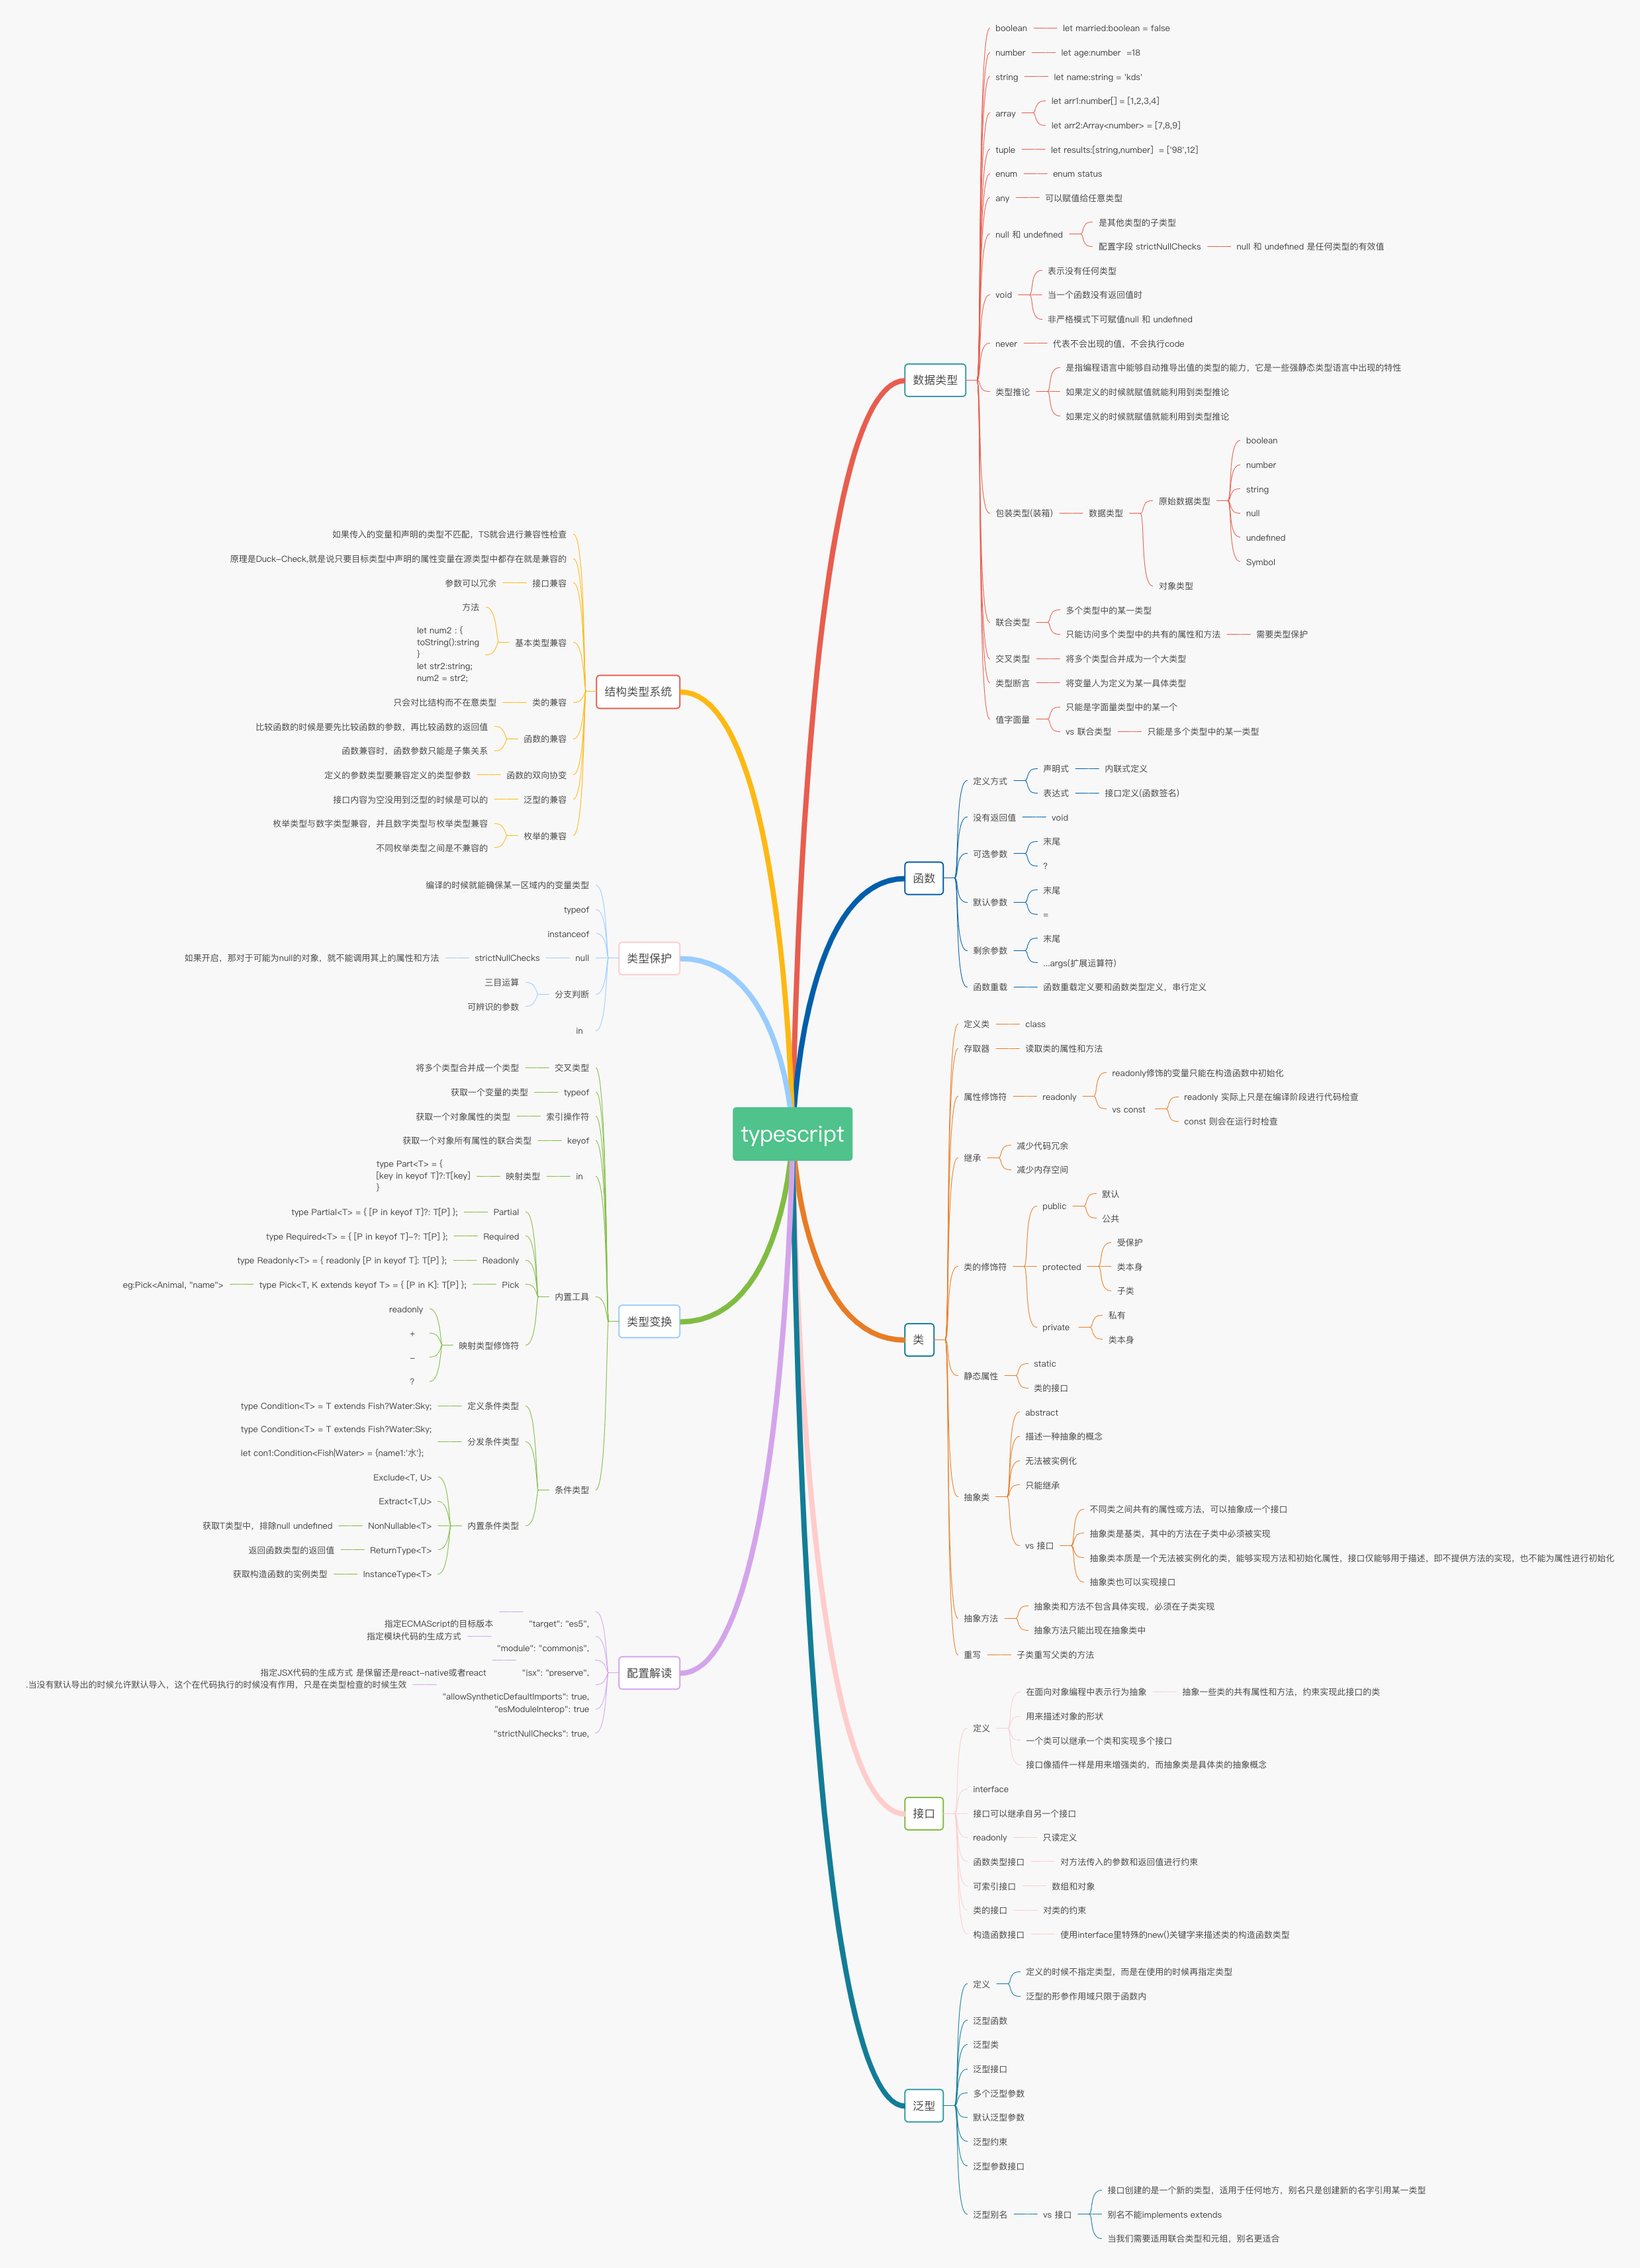 typescript
数据类型
boolean
let married:boolean = false
number
let age:number  =18
string
let name:string = 'kds'
array
let arr1:number[] = [1,2,3,4]
let arr2:Array<number> = [7,8,9]
tuple
let results:[string,number]  = ['98',12]
enum
enum status
any
可以赋值给任意类型
null 和 undefined
是其他类型的子类型
配置字段 strictNullChecks
null 和 undefined 是任何类型的有效值
void
表示没有任何类型
当一个函数没有返回值时
非严格模式下可赋值null 和 undefined
never
代表不会出现的值，不会执行code
类型推论
是指编程语言中能够自动推导出值的类型的能力，它是一些强静态类型语言中出现的特性
如果定义的时候就赋值就能利用到类型推论
如果定义的时候就赋值就能利用到类型推论
包装类型(装箱)
数据类型
原始数据类型
boolean
number
string
null
undefined
Symbol
对象类型
联合类型
多个类型中的某一类型
只能访问多个类型中的共有的属性和方法
需要类型保护
交叉类型
将多个类型合并成为一个大类型
类型断言
将变量人为定义为某一具体类型
值字面量
只能是字面量类型中的某一个
vs 联合类型
只能是多个类型中的某一类型
函数
定义方式
声明式
内联式定义
表达式
接口定义(函数签名)
没有返回值
void
可选参数
末尾
?
默认参数
末尾
=
剩余参数
末尾
...args(扩展运算符)
函数重载
函数重载定义要和函数类型定义，串行定义
类
定义类
class
存取器
读取类的属性和方法
属性修饰符
readonly
readonly修饰的变量只能在构造函数中初始化
vs const
readonly 实际上只是在编译阶段进行代码检查
const 则会在运行时检查
继承
减少代码冗余
减少内存空间
类的修饰符
public
默认
公共
protected
受保护
类本身
子类
private
私有
类本身
静态属性
static
类的接口
抽象类
abstract
描述一种抽象的概念
无法被实例化
只能继承
vs 接口
不同类之间共有的属性或方法，可以抽象成一个接口
抽象类是基类，其中的方法在子类中必须被实现
抽象类本质是一个无法被实例化的类，能够实现方法和初始化属性，接口仅能够用于描述，即不提供方法的实现，也不能为属性进行初始化
抽象类也可以实现接口
抽象方法
抽象类和方法不包含具体实现，必须在子类实现
抽象方法只能出现在抽象类中
重写
子类重写父类的方法
接口
定义
在面向对象编程中表示行为抽象
抽象一些类的共有属性和方法，约束实现此接口的类
用来描述对象的形状
一个类可以继承一个类和实现多个接口
接口像插件一样是用来增强类的，而抽象类是具体类的抽象概念
interface
接口可以继承自另一个接口
readonly
只读定义
函数类型接口
对方法传入的参数和返回值进行约束
可索引接口
数组和对象
类的接口
对类的约束
构造函数接口
使用interface里特殊的new()关键字来描述类的构造函数类型
泛型
定义
定义的时候不指定类型，而是在使用的时候再指定类型
泛型的形参作用域只限于函数内
泛型函数
泛型类
泛型接口
多个泛型参数
默认泛型参数
泛型约束
泛型参数接口
泛型别名
vs 接口
接口创建的是一个新的类型，适用于任何地方，别名只是创建新的名字引用某一类型
别名不能implements extends
当我们需要适用联合类型和元组，别名更适合
结构类型系统
如果传入的变量和声明的类型不匹配，TS就会进行兼容性检查
原理是Duck-Check,就是说只要目标类型中声明的属性变量在源类型中都存在就是兼容的
接口兼容
参数可以冗余
基本类型兼容
方法
let num2 : {
toString():string
}
let str2:string;
num2 = str2;
类的兼容
只会对比结构而不在意类型
函数的兼容
比较函数的时候是要先比较函数的参数，再比较函数的返回值
函数兼容时，函数参数只能是子集关系
函数的双向协变
定义的参数类型要兼容定义的类型参数
泛型的兼容
接口内容为空没用到泛型的时候是可以的
枚举的兼容
枚举类型与数字类型兼容，并且数字类型与枚举类型兼容
不同枚举类型之间是不兼容的
类型保护
编译的时候就能确保某一区域内的变量类型
typeof
instanceof
null
strictNullChecks
如果开启，那对于可能为null的对象，就不能调用其上的属性和方法
分支判断
三目运算
可辨识的参数
in
类型变换
交叉类型
将多个类型合并成一个类型
typeof
获取一个变量的类型
索引操作符
获取一个对象属性的类型
keyof
获取一个对象所有属性的联合类型
in
映射类型
type Part<T> = {
[key in keyof T]?:T[key]
}
内置工具
Partial
type Partial<T> = { [P in keyof T]?: T[P] };
Required
type Required<T> = { [P in keyof T]-?: T[P] };
Readonly
type Readonly<T> = { readonly [P in keyof T]: T[P] };
Pick
type Pick<T, K extends keyof T> = { [P in K]: T[P] };
eg:Pick<Animal, "name">
映射类型修饰符
readonly
+
-
?
条件类型
定义条件类型
type Condition<T> = T extends Fish?Water:Sky;
分发条件类型
type Condition<T> = T extends Fish?Water:Sky;
let con1:Condition<Fish|Water> = {name1:'水'};
内置条件类型
Exclude<T, U>
Extract<T,U>
NonNullable<T>
获取T类型中，排除null undefined
ReturnType<T>
返回函数类型的返回值
InstanceType<T>
获取构造函数的实例类型
配置解读
"target": "es5",
指定ECMAScript的目标版本
"module": "commonjs",
指定模块代码的生成方式
"jsx": "preserve",
指定JSX代码的生成方式 是保留还是react-native或者react
"allowSyntheticDefaultImports": true,
.当没有默认导出的时候允许默认导入，这个在代码执行的时候没有作用，只是在类型检查的时候生效
"esModuleInterop": true
"strictNullChecks": true,